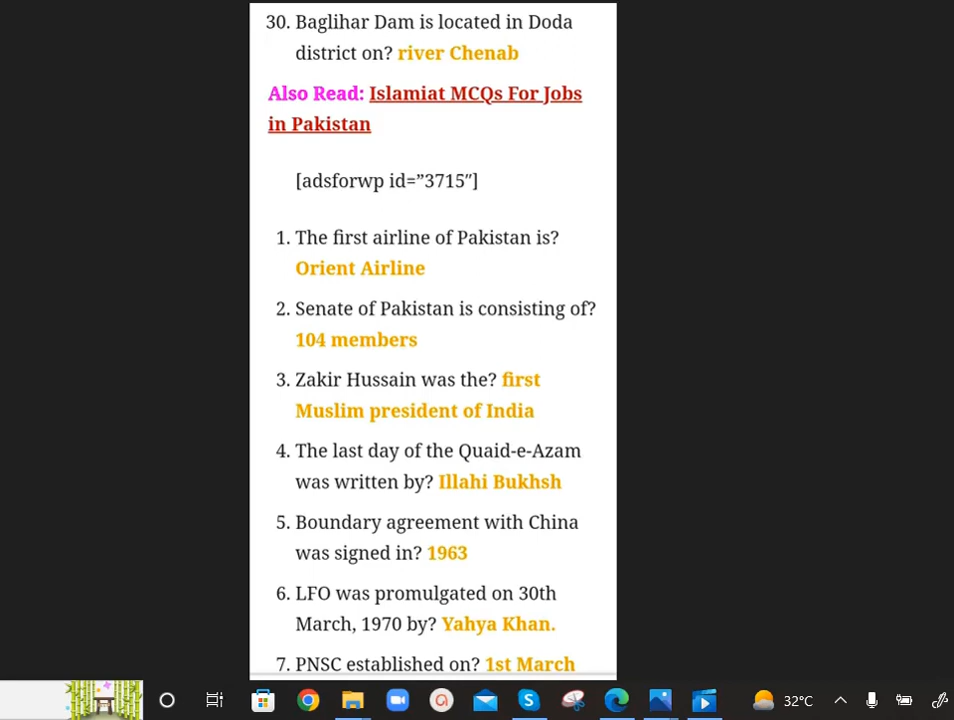 30. Baglihar Dam is located in Doda
district on? river Chenab
Also Read: Islamiat MCQs For Jobs
in Pakistan
[adsforwp id=”3715″]
1. The first airline of Pakistan is?
Orient Airline
2. Senate of Pakistan is consisting of?
104 members
3. Zakir Hussain was the? first
Muslim president of India
4. The last day of the Quaid-e-Azam
was written by? Illahi Bukhsh
5. Boundary agreement with China
was signed in? 1963
6. LFO was promulgated on 30th
March, 1970 by? Yahya Khan.
7. PNSC established on? 1st March
32°C